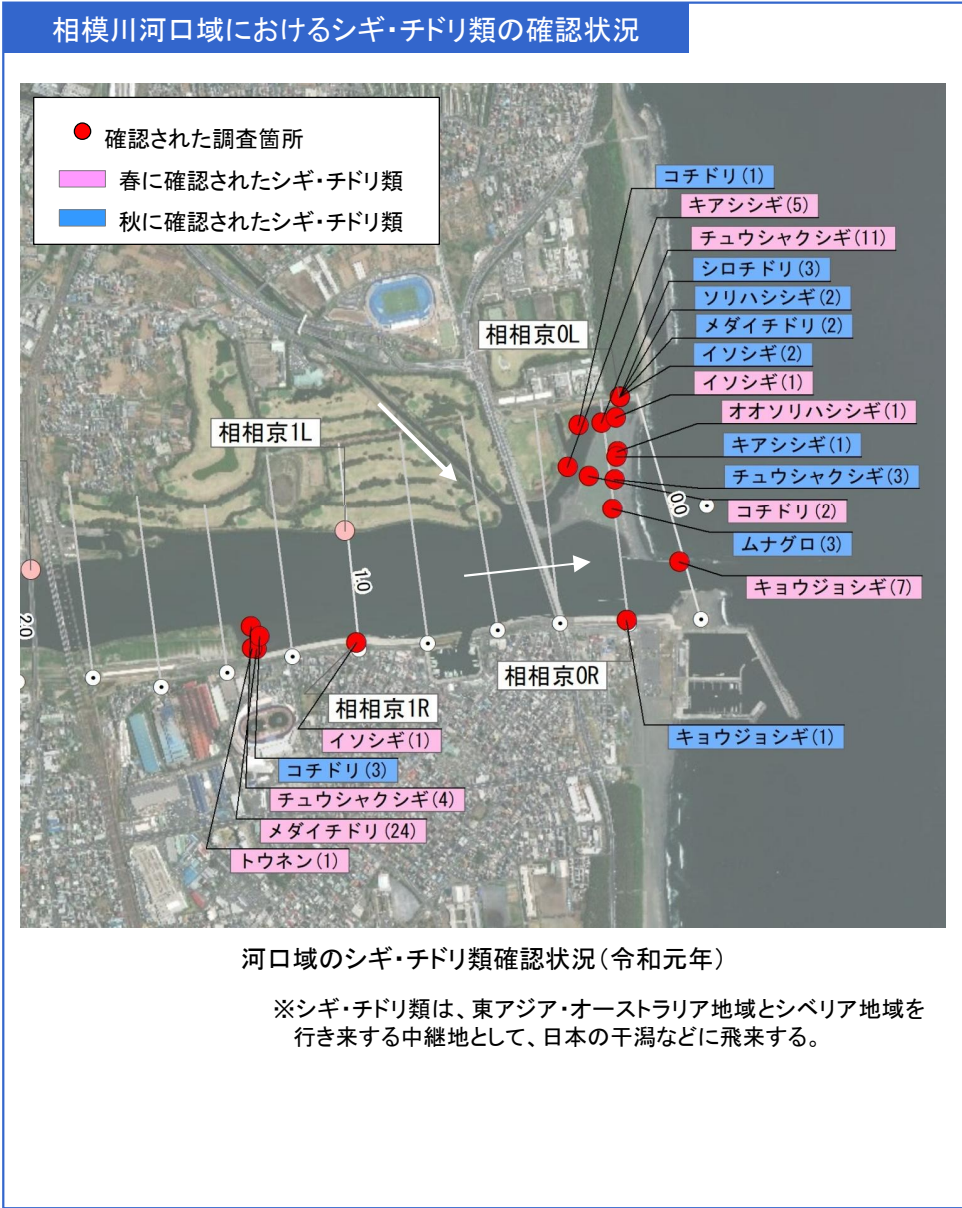 相模川河口域におけるシギ・チドリ類の確認状況
確認された調査箇所
春に確認されたシギ・チドリ類
秋に確認されたシギ・チドリ類
コチドリ(1)
キアシシギ(5)
チュウシャクシギ(11)
シロチドリ(3)
ソリハシシギ(2)
メダイチドリ(2)
イソシギ(2)
イソシギ(1)
オオソリハシシギ(1)
キアシシギ(1)
チュウシャクシギ(3)
コチドリ(2)
ムナグロ(3)
キョウジョシギ(7)
相相京0L
相相京1L
0.0
1.0
2.0
相相京0R
相相京1R
キョウジョシギ(1)
イソシギ(1)
コチドリ(3)
チュウシャクシギ(4)
メダイチドリ(24)
トウネン(1)
河口域のシギ・チドリ類確認状況(令和元年)
※シギ・チドリ類は、東アジア・オーストラリア地域とシベリア地域を
行き来する中継地として、日本の干潟などに飛来する。